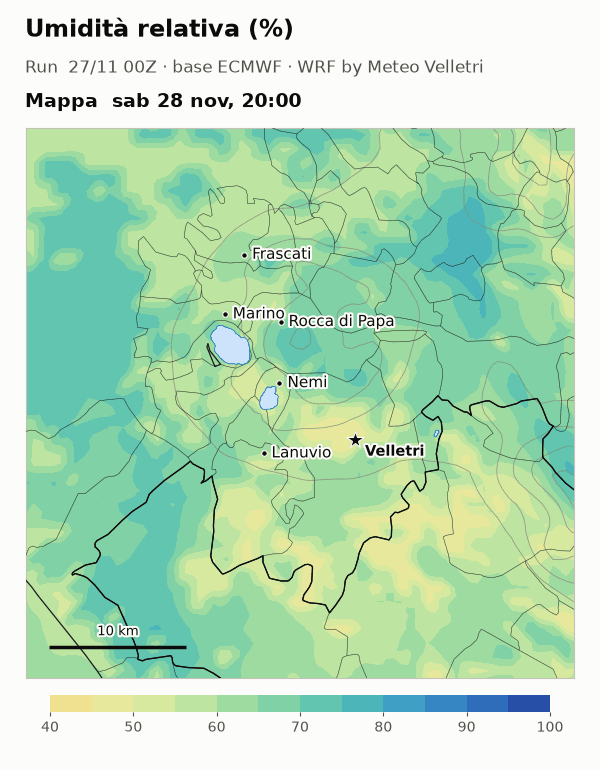 Umidità relativa (%)
Run  27/11 00Z · base ECMWF · WRF by Meteo Velletri
Mappa  sab 28 nov, 20:00
Frascati
Marino
Rocca di Papa
Nemi
Velletri
Lanuvio
10 km
40 50 60 70 80 90 100